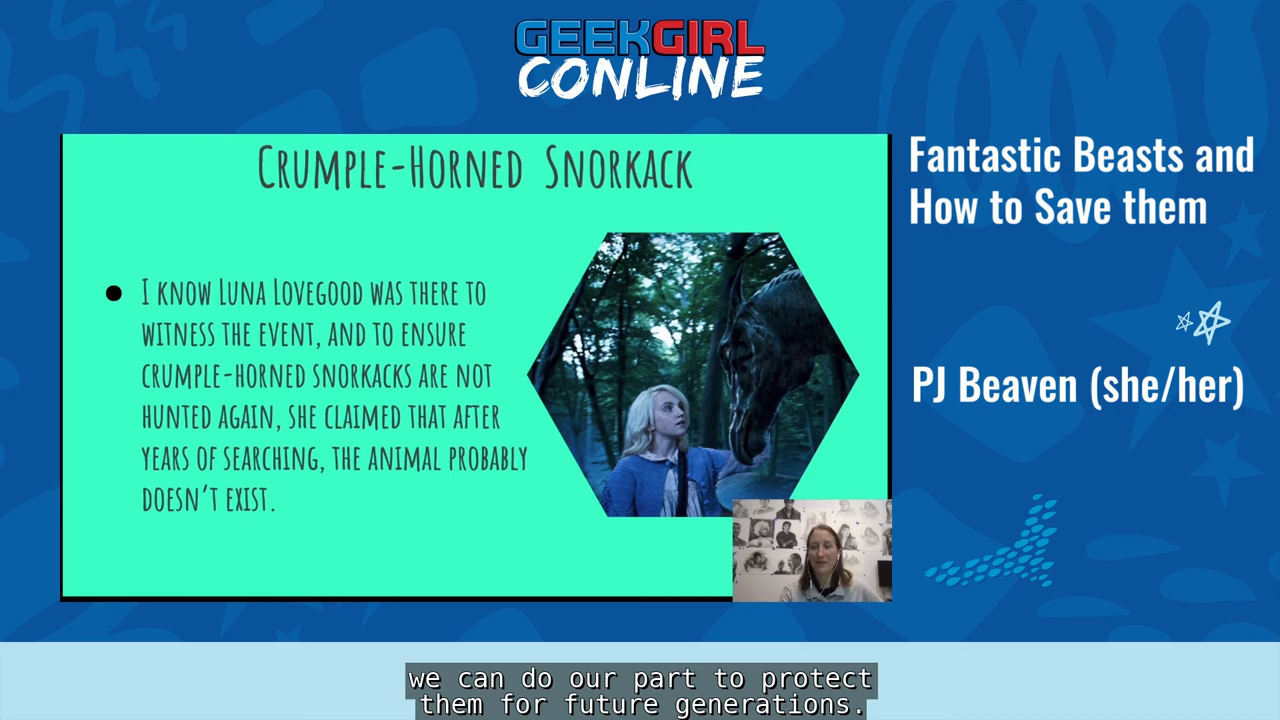 GEEKGIRL
CONLINE
Crumple-Horned Snorkack
Fantastic Beasts and
How to Save them
I know Luna Lovegood was there to
witness the event, and to ensure
crumple-horned snorkacks are not
hunted again, she claimed that after
years of searching, the animal probably
doesn't exist.
PJ Beaven (she/her)
we can do our part to protect
them for future generations.